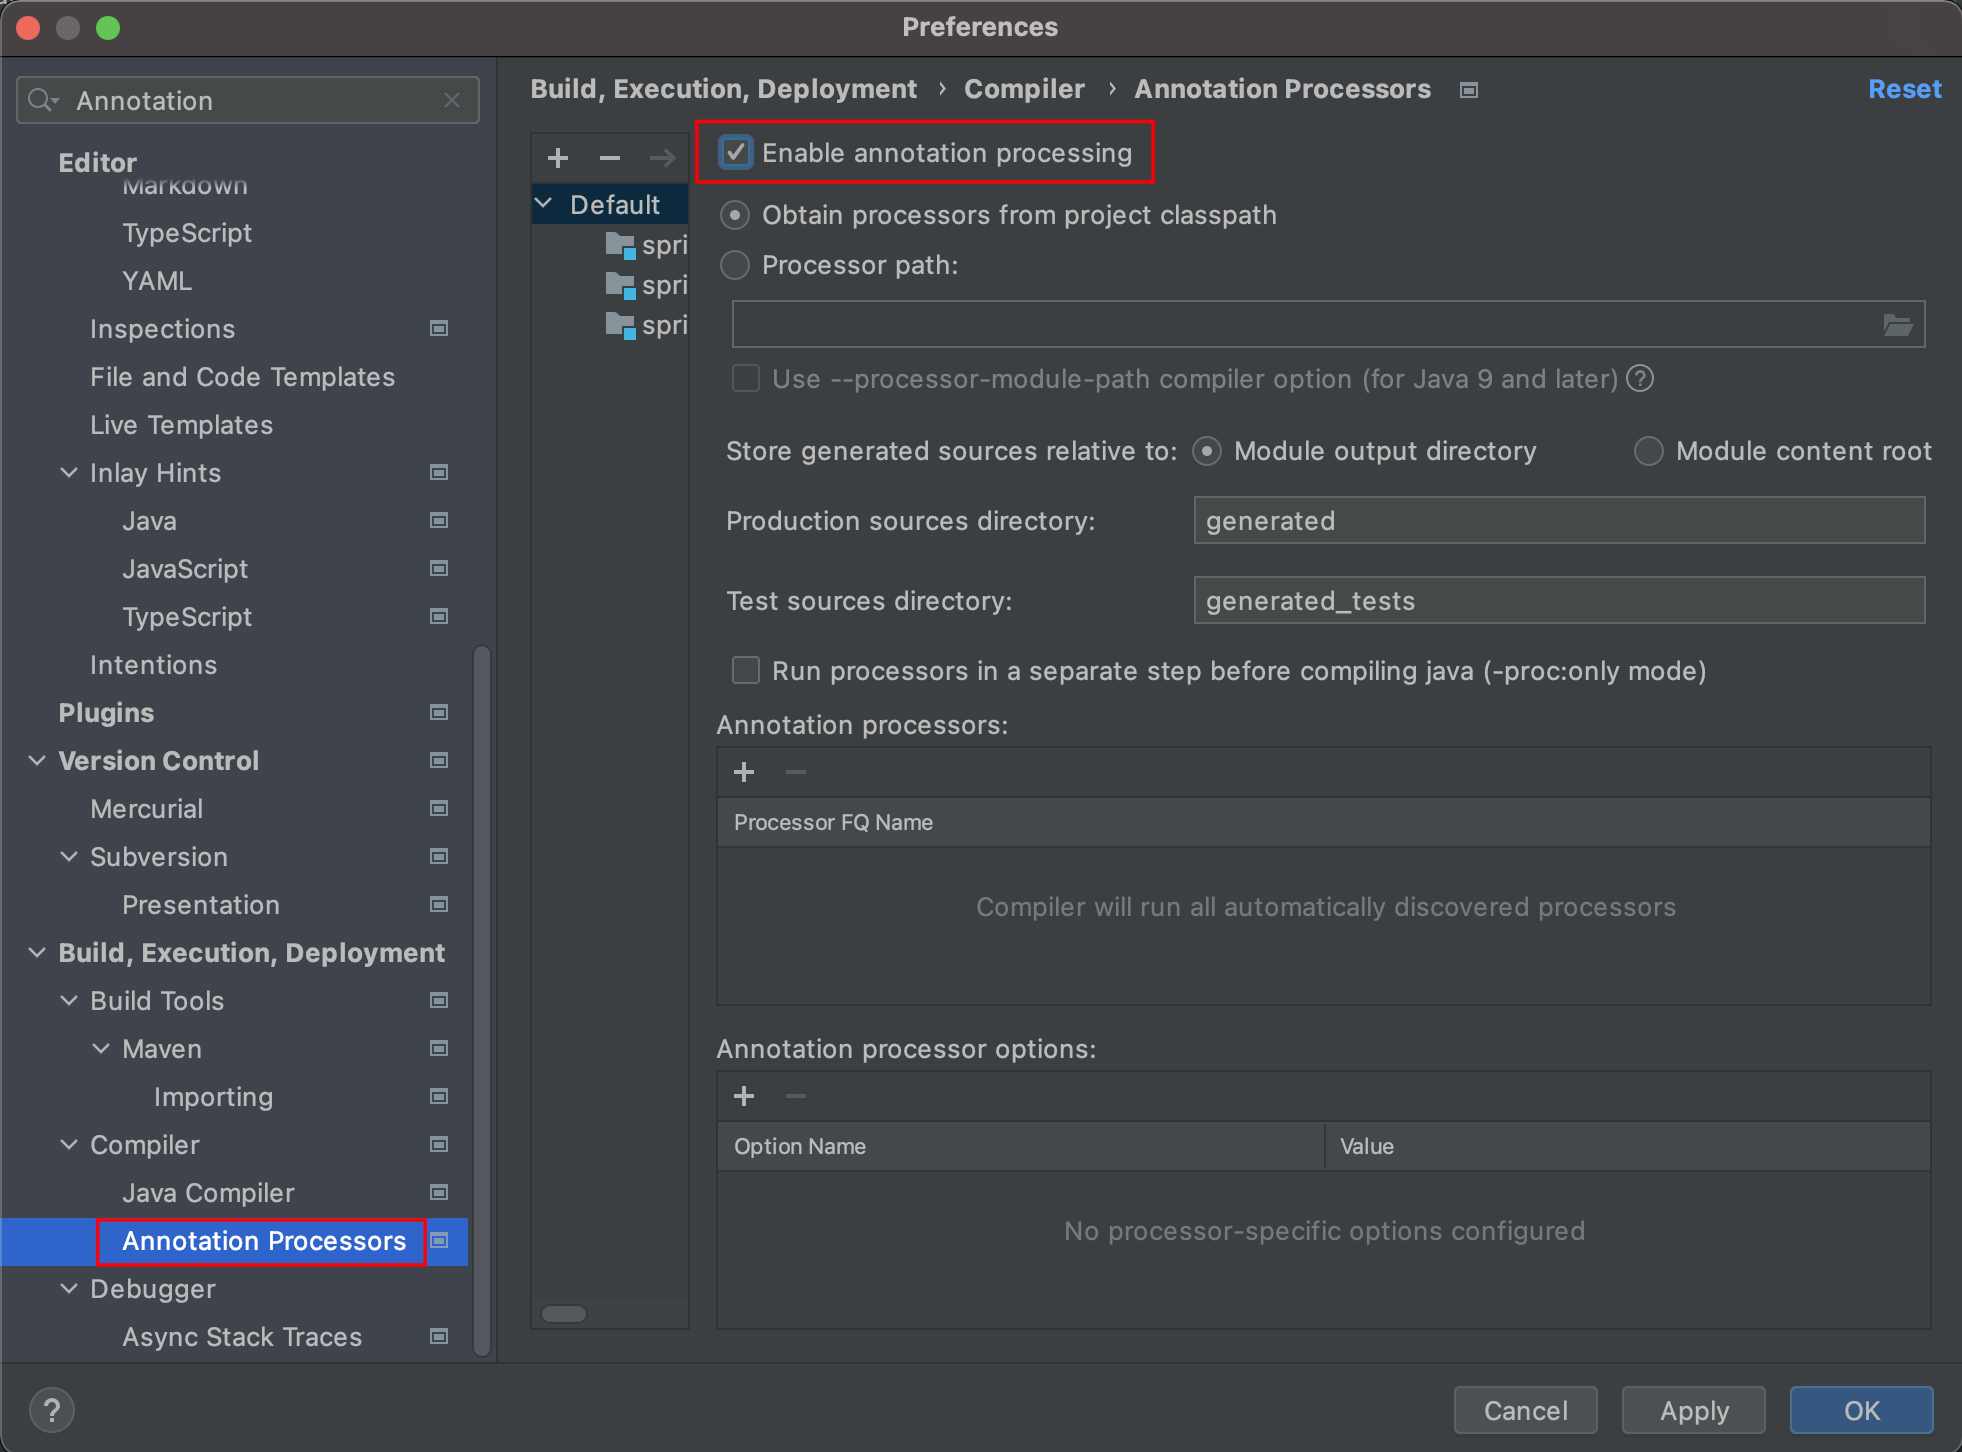 Preferences
Annotation
Editor
Markdown
TypeScript
YAML
Inspections
File and Code Templates
Live Templates
Inlay Hints
Java
JavaScript
TypeScript
Intentions
Plugins
Version Control
Mercurial
Subversion
Presentation
Build, Execution, Deployment
Build Tools
Maven
Importing
Compiler
Java Compiler
Annotation Processors
Debugger
Async Stack Traces
Build, Execution, Deployment › Compiler › Annotation Processors
Reset
Default
spri
spri
spri
Enable annotation processing
Obtain processors from project classpath
Processor path:
Use --processor-module-path compiler option (for Java 9 and later) ?
Store generated sources relative to: Module output directory Module content root
Production sources directory: generated
Test sources directory: generated_tests
Run processors in a separate step before compiling java (-proc:only mode)
Annotation processors:
Processor FQ Name
Compiler will run all automatically discovered processors
Annotation processor options:
Option Name Value
No processor-specific options configured
? Cancel Apply OK